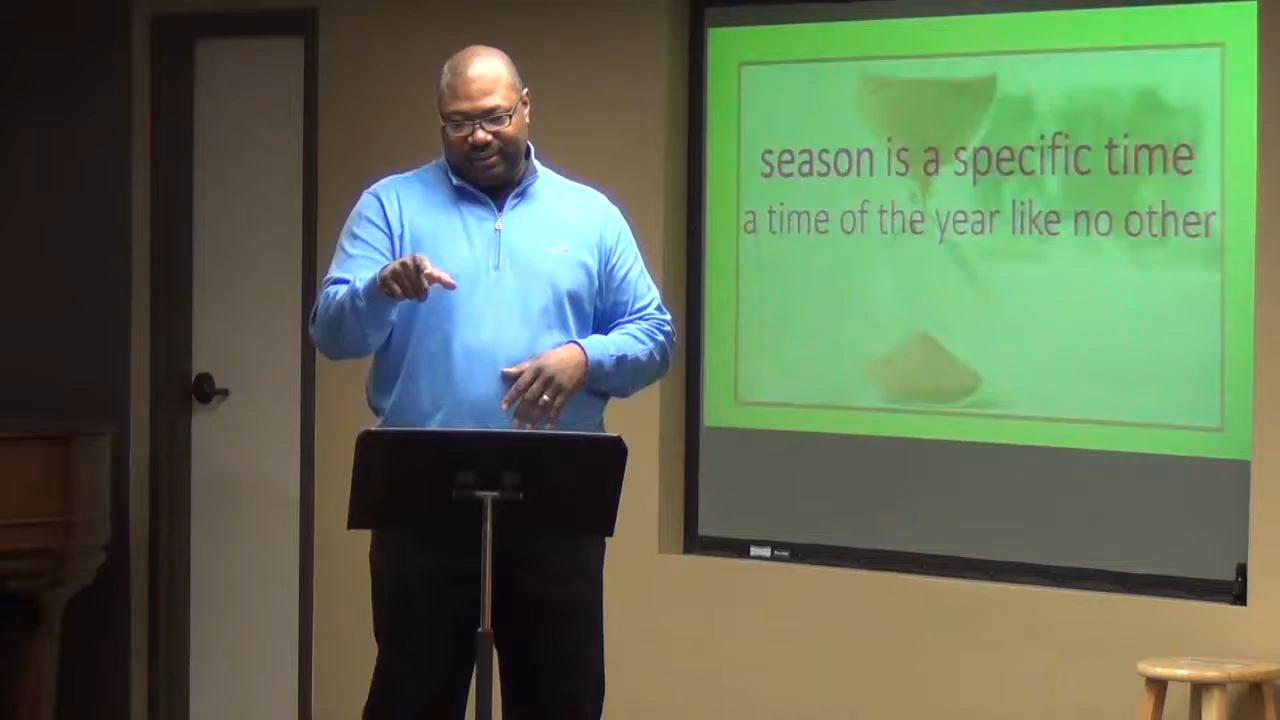 season is a specific time
a time of the year like no other